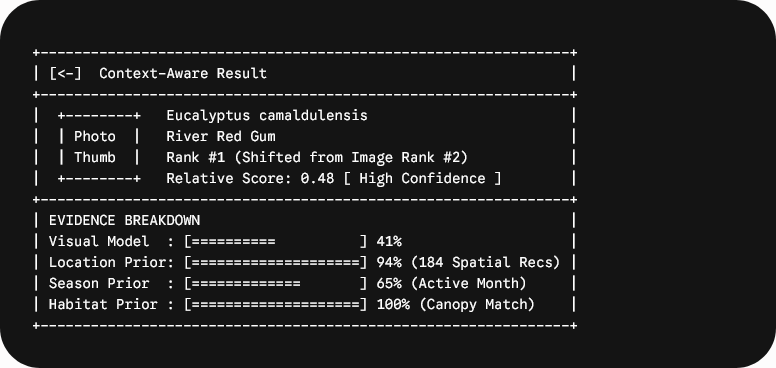 +---------------------------------------------------------------+
| [<-]  Context-Aware Result                                    |
+---------------------------------------------------------------+
|  +--------+   Eucalyptus camaldulensis                        |
|  | Photo  |   River Red Gum                                   |
|  | Thumb  |   Rank #1 (Shifted from Image Rank #2)            |
|  +--------+   Relative Score: 0.48 [ High Confidence ]        |
+---------------------------------------------------------------+
| EVIDENCE BREAKDOWN                                            |
| Visual Model  : [==========          ] 41%                    |
| Location Prior: [====================] 94% (184 Spatial Recs) |
| Season Prior  : [=============       ] 65% (Active Month)     |
| Habitat Prior : [====================] 100% (Canopy Match)    |
+---------------------------------------------------------------+